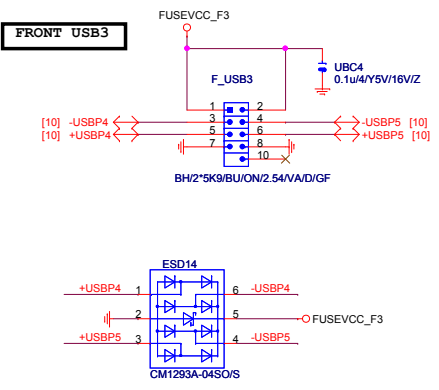 FUSEVCC_F3
FRONT USB3
UBC4
0.1u/4/Y5V/16V/Z
F_USB3
1 2
[10] -USBP4 3 4 -USBP5 [10]
[10] +USBP4 5 6 +USBP5 [10]
7 8
10
BH/2*5K9/BU/ON/2.54/VA/D/GF
ESD14
+USBP4 1 6 -USBP4
2 5 FUSEVCC_F3
+USBP5 3 4 -USBP5
CM1293A-04SO/S